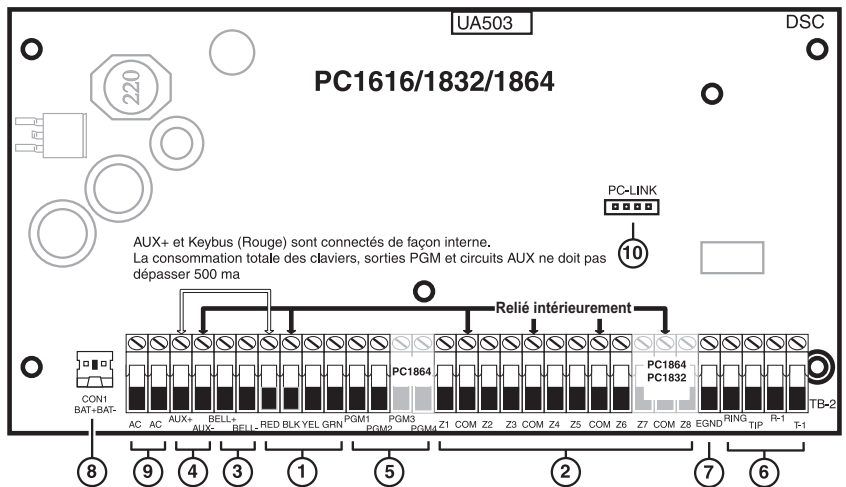 UA503
DSC
220
PC1616/1832/1864
PC-LINK
10
AUX+ et Keybus (Rouge) sont connectés de façon interne.
La consommation totale des claviers, sorties PGM et circuits AUX ne doit pas
dépasser 500 ma
Relié intérieurement
PC1864
PC1864
PC1832
CON1
BAT+BAT-
TB-2
AC AC AUX+ AUX- BELL+ BELL- RED BLK YEL GRN PGM1 PGM2 PGM3 PGM4 Z1 COM Z2 Z3 COM Z4 Z5 COM Z6 Z7 COM Z8 EGND RING TIP R-1 T-1
8 9 4 3 1 5 2 7 6